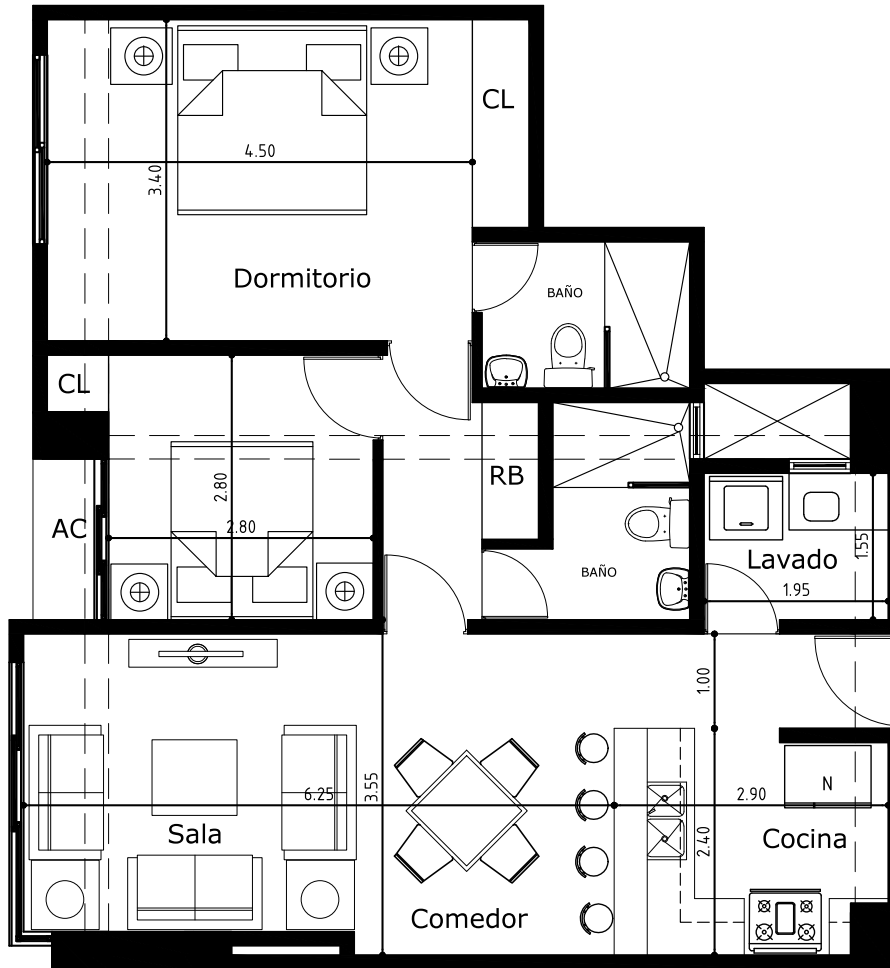 CL
4.50
3.40
Dormitorio
BAÑO
CL
2.80
RB
AC
2.80
BAÑO
Lavado
1.55
1.95
1.00
6.25
3.55
2.90
N
Sala
2.40
Cocina
Comedor